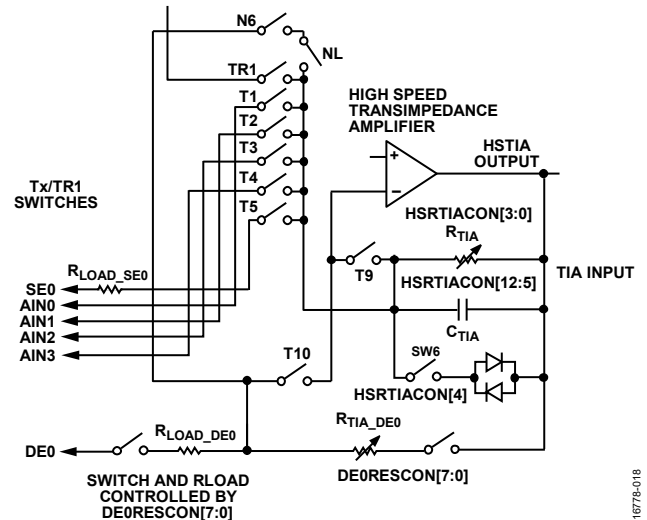 N6
NL
TR1
T1
T2
T3
T4
T5
Tx/TR1
SWITCHES
HIGH SPEED
TRANSIMPEDANCE
AMPLIFIER
+
–
HSTIA
OUTPUT
HSRTIACON[3:0]
RTIA
T9
HSRTIACON[12:5]
TIA INPUT
CTIA
SW6
HSRTIACON[4]
RLOAD_SE0
SE0
AIN0
AIN1
AIN2
AIN3
T10
RLOAD_DE0
RTIA_DE0
DE0
DE0RESCON[7:0]
SWITCH AND RLOAD
CONTROLLED BY
DE0RESCON[7:0]
16778-018